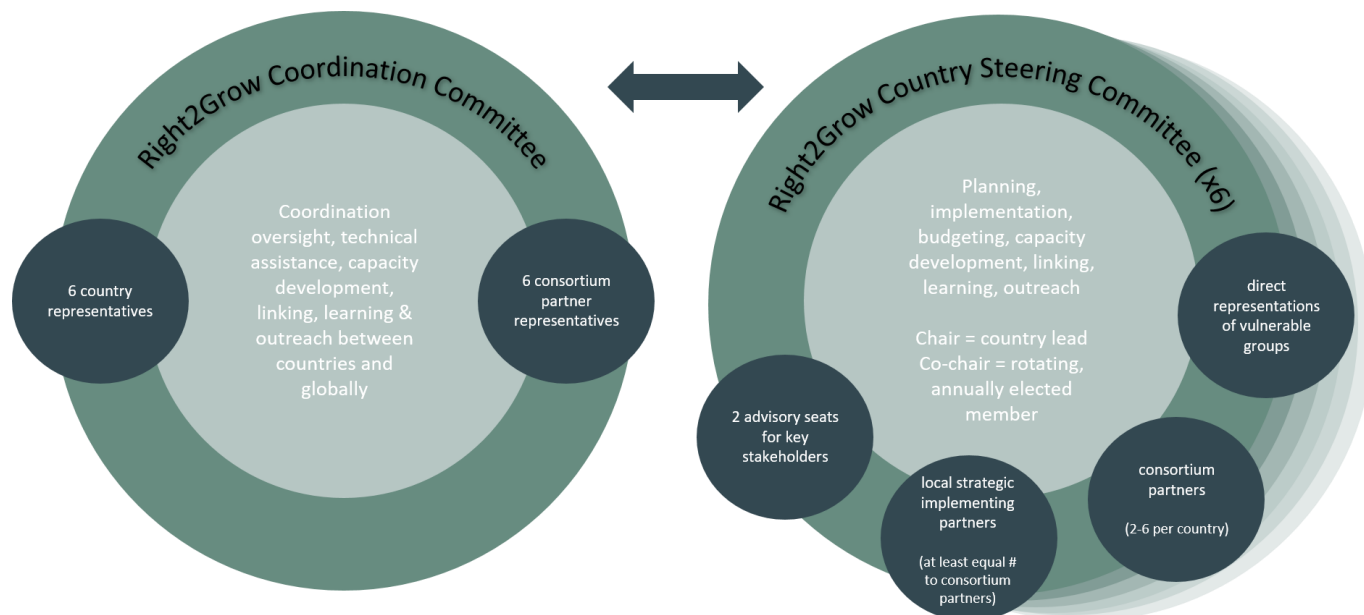 Right2Grow Coordination Committee
Coordination
oversight, technical
assistance, capacity
development,
linking, learning &
outreach between
countries and
globally
6 country
representatives
6 consortium
partner
representatives
Right2Grow Country Steering Committee (x6)
Planning,
implementation,
budgeting, capacity
development, linking,
learning, outreach
Chair = country lead
Co-chair = rotating,
annually elected
member
2 advisory seats
for key
stakeholders
local strategic
implementing
partners
(at least equal #
to consortium
partners)
consortium
partners
(2-6 per country)
direct
representations
of vulnerable
groups